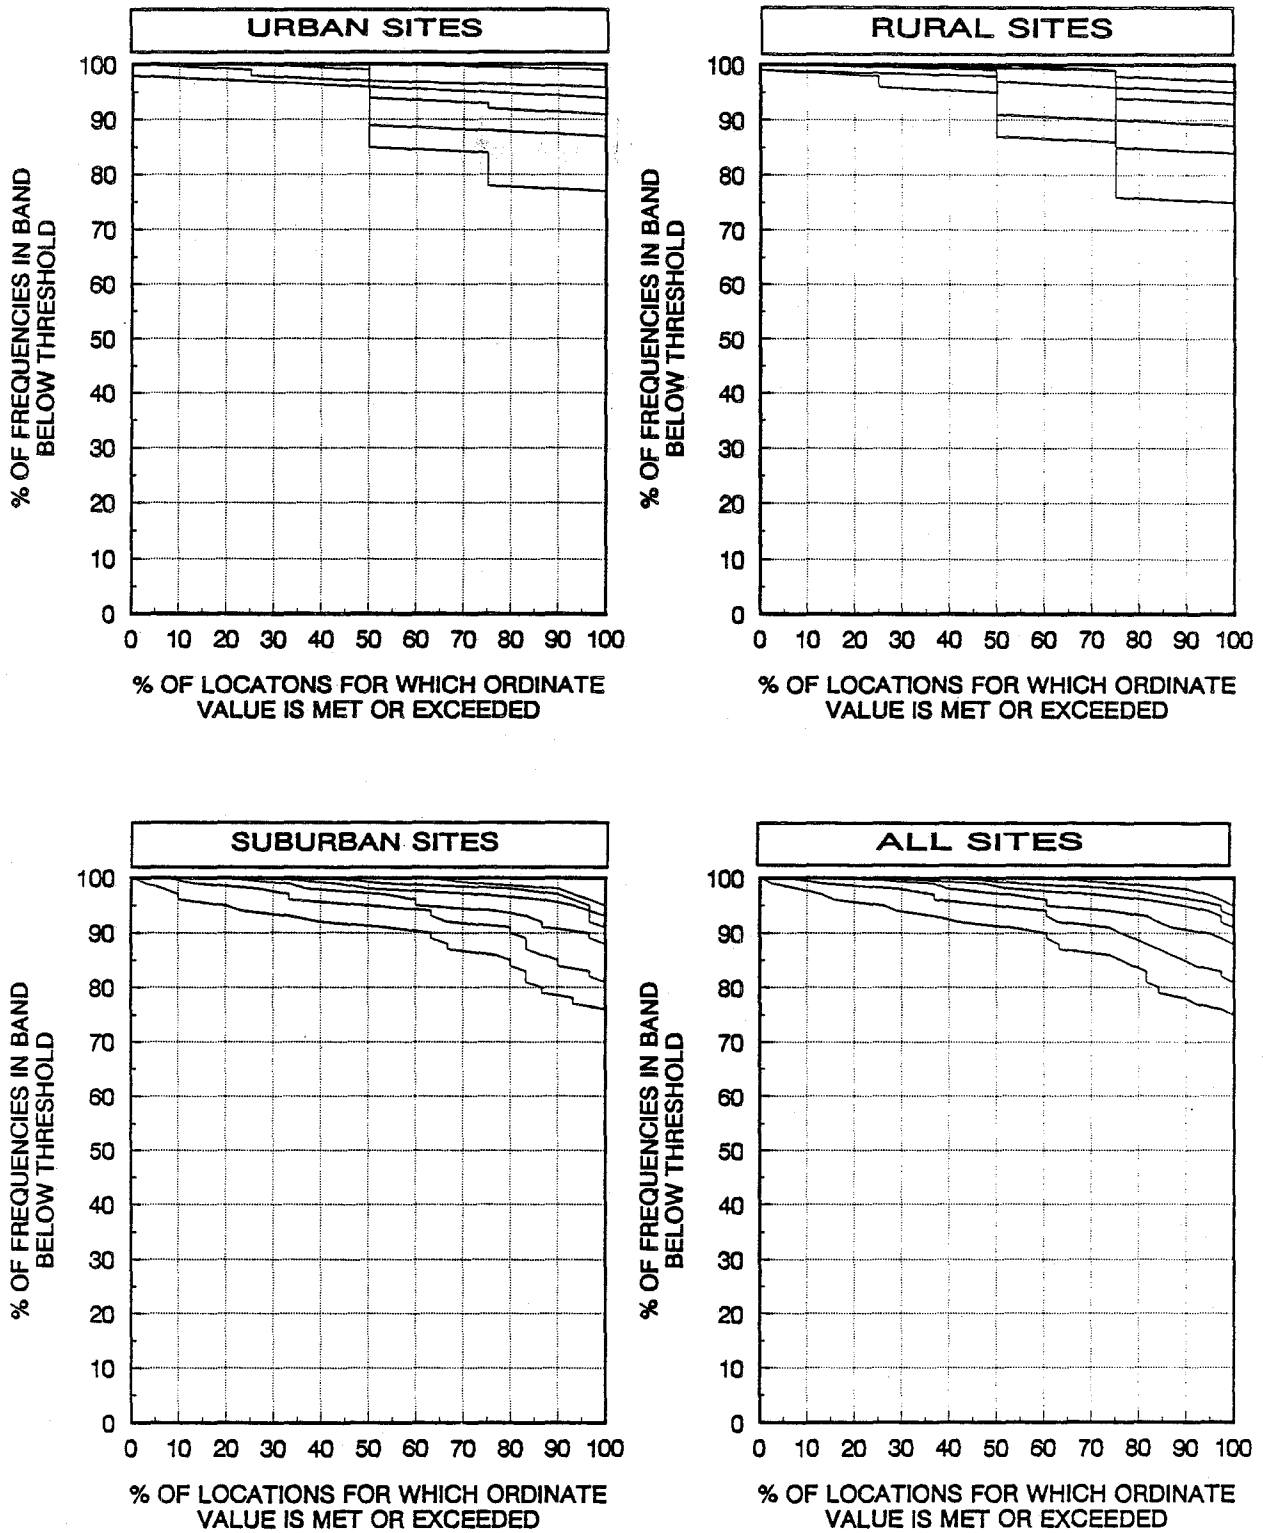 URBAN SITES
100
90
80
70
60
50
40
30
20
10
0
0 10 20 30 40 50 60 70 80 90 100
% OF FREQUENCIES IN BAND
BELOW THRESHOLD
% OF LOCATONS FOR WHICH ORDINATE
VALUE IS MET OR EXCEEDED
RURAL SITES
100
90
80
70
60
50
40
30
20
10
0
0 10 20 30 40 50 60 70 80 90 100
% OF FREQUENCIES IN BAND
BELOW THRESHOLD
% OF LOCATIONS FOR WHICH ORDINATE
VALUE IS MET OR EXCEEDED
SUBURBAN SITES
100
90
80
70
60
50
40
30
20
10
0
0 10 20 30 40 50 60 70 80 90 100
% OF FREQUENCIES IN BAND
BELOW THRESHOLD
% OF LOCATIONS FOR WHICH ORDINATE
VALUE IS MET OR EXCEEDED
ALL SITES
100
90
80
70
60
50
40
30
20
10
0
0 10 20 30 40 50 60 70 80 90 100
% OF FREQUENCIES IN BAND
BELOW THRESHOLD
% OF LOCATIONS FOR WHICH ORDINATE
VALUE IS MET OR EXCEEDED